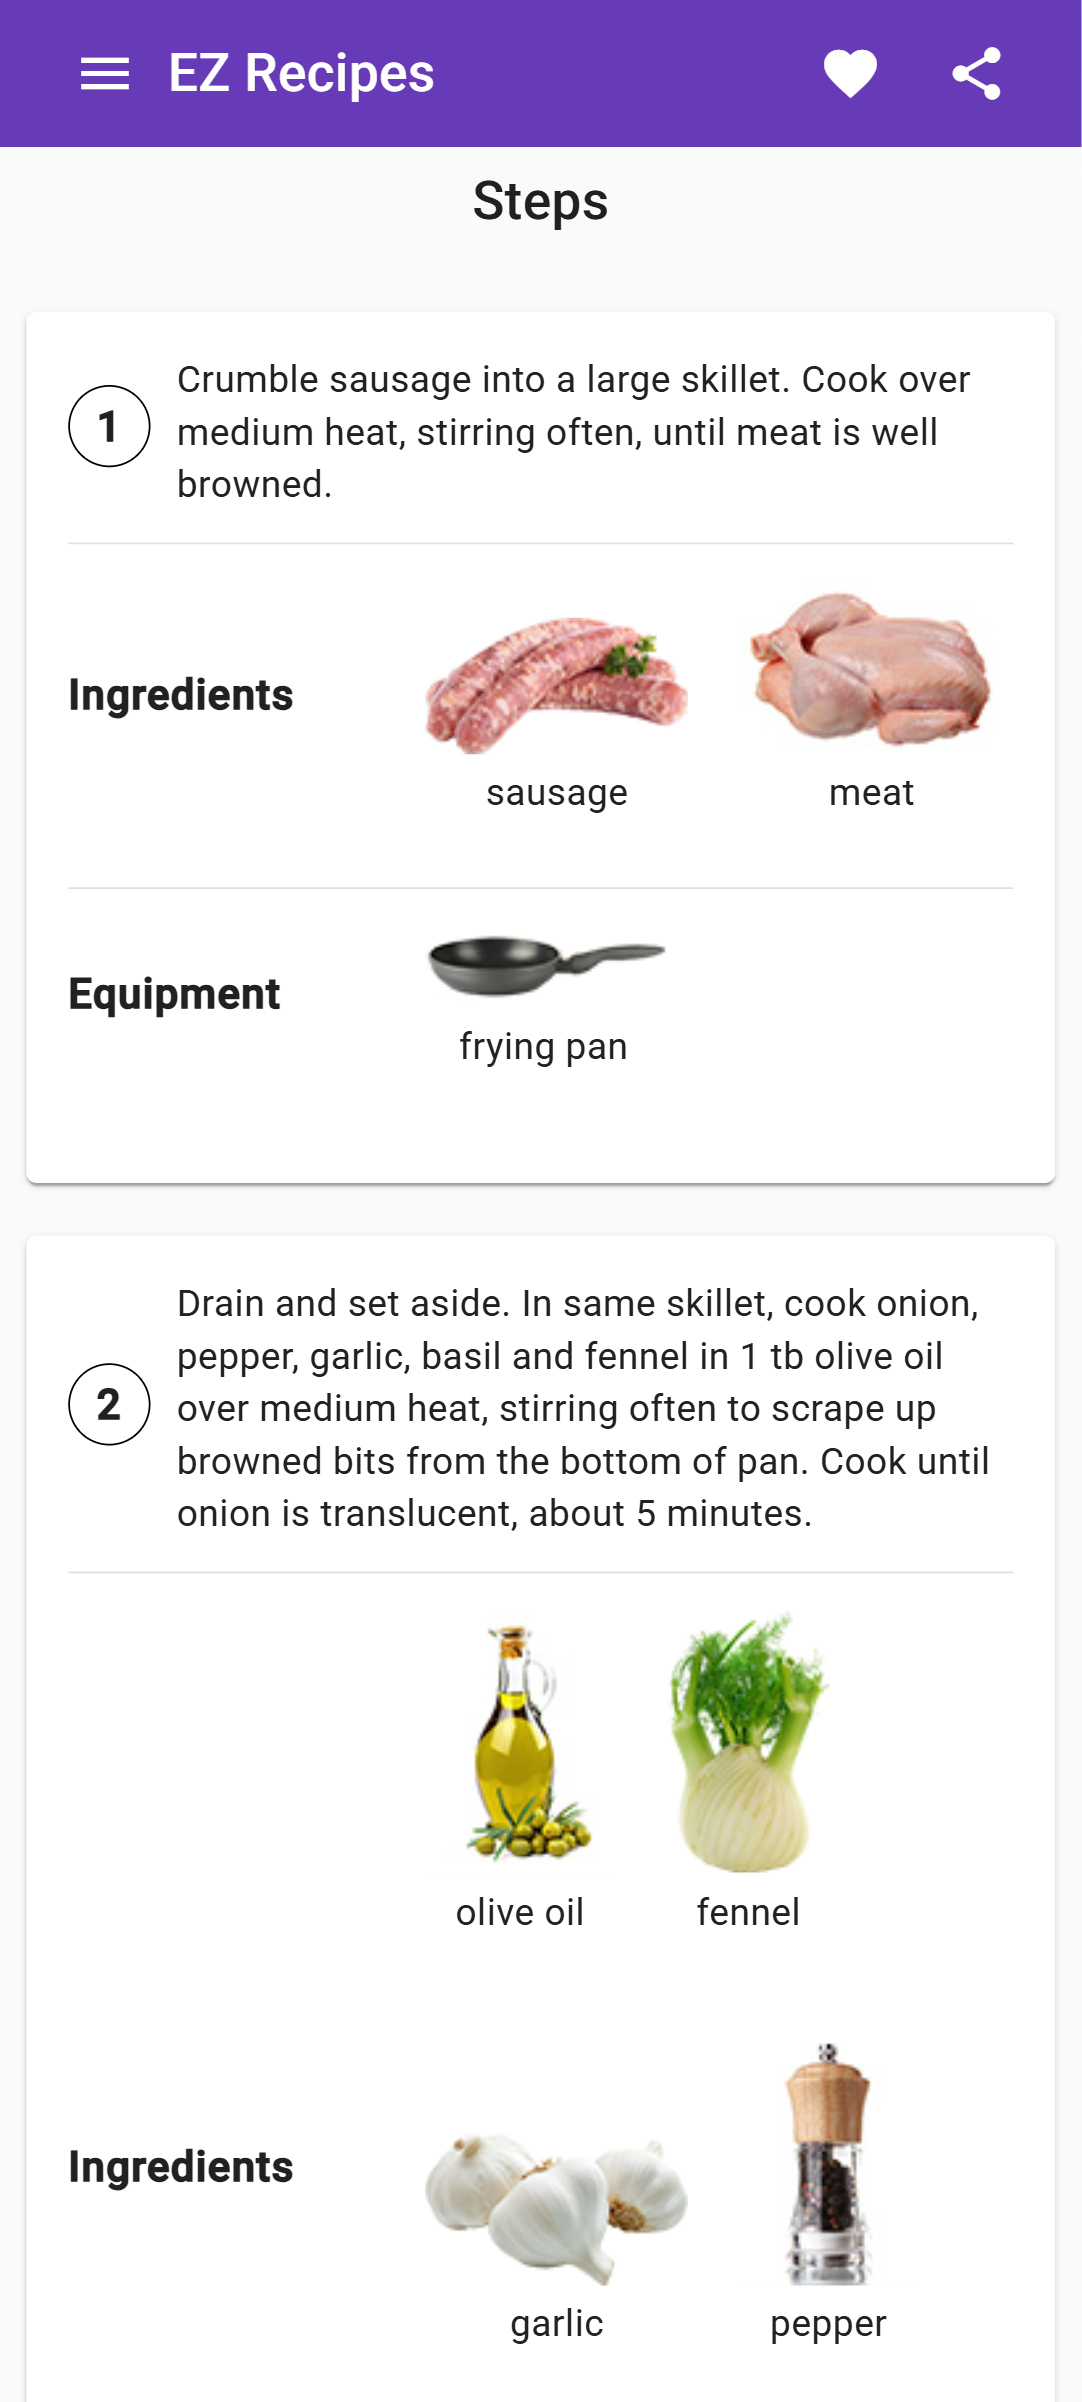 EZ Recipes
Steps
1
Crumble sausage into a large skillet. Cook over
medium heat, stirring often, until meat is well
browned.
Ingredients
sausage
meat
Equipment
frying pan
2
Drain and set aside. In same skillet, cook onion,
pepper, garlic, basil and fennel in 1 tb olive oil
over medium heat, stirring often to scrape up
browned bits from the bottom of pan. Cook until
onion is translucent, about 5 minutes.
olive oil
fennel
Ingredients
garlic
pepper